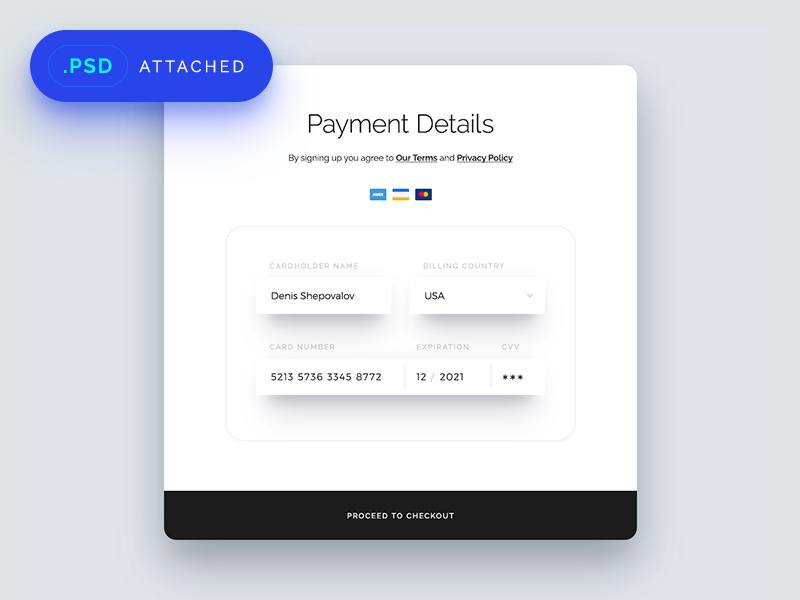 .PSD ATTACHED
Payment Details
By signing up you agree to Our Terms and Privacy Policy
AMEX
CARDHOLDER NAME BILLING COUNTRY
Denis Shepovalov USA
CARD NUMBER EXPIRATION CVV
5213 5736 3345 8772 12 / 2021 ***
PROCEED TO CHECKOUT